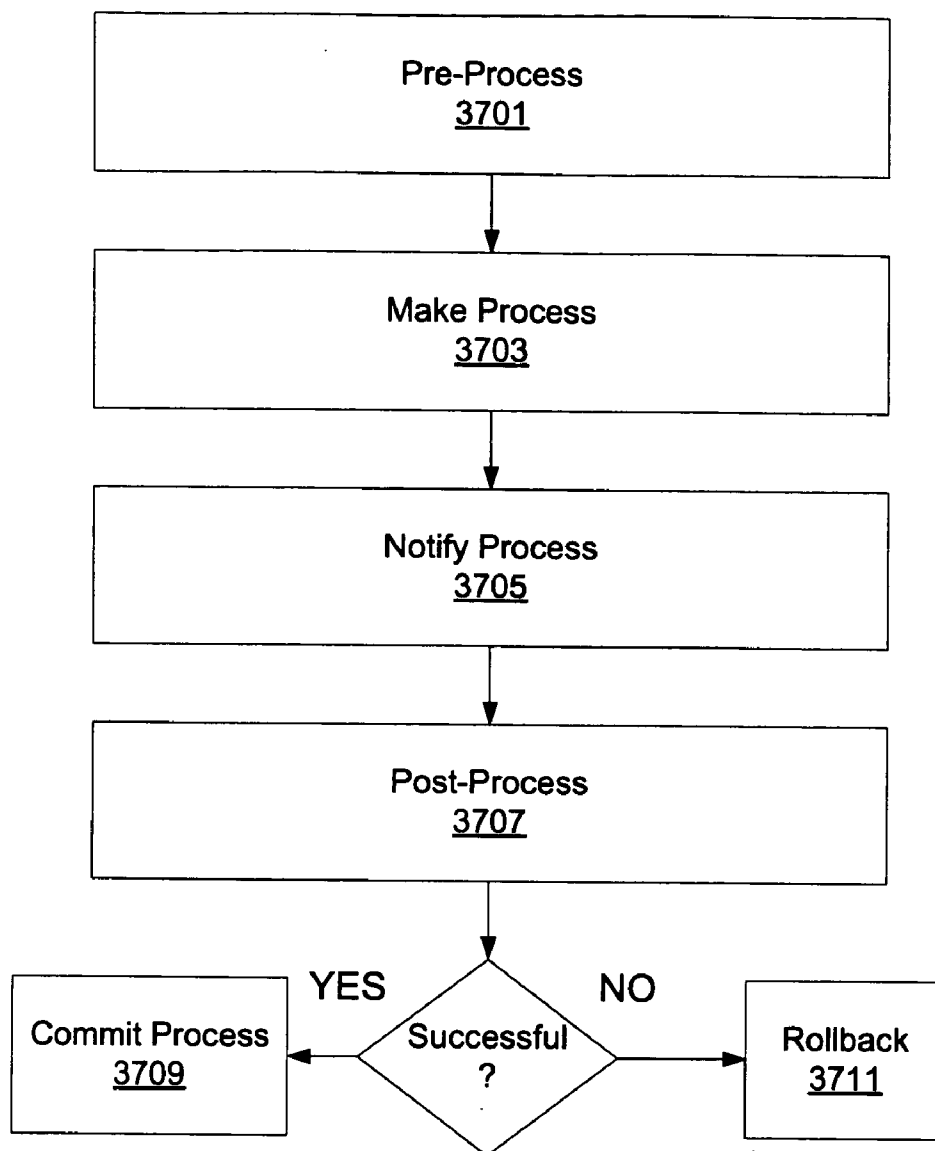 Pre-Process
3701
Make Process
3703
Notify Process
3705
Post-Process
3707
YES
NO
Commit Process
3709
Successful
?
Rollback
3711